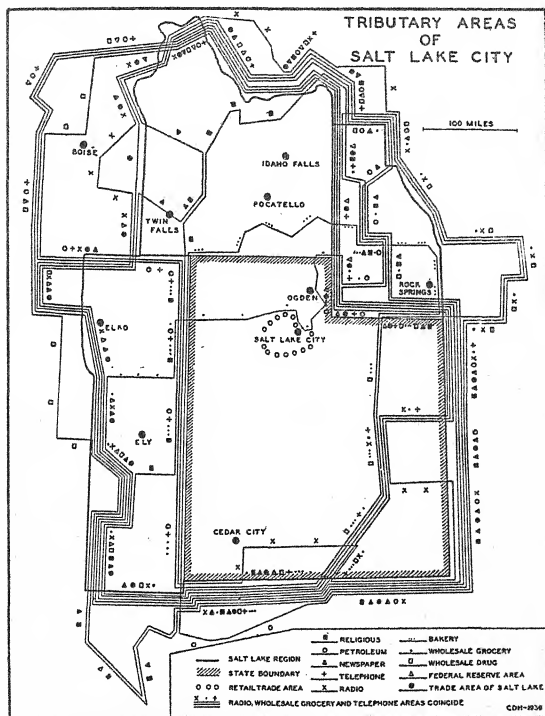 TRIBUTARY AREAS
OF
SALT LAKE CITY
100 MILES
BOISE
IDAHO FALLS
POCATELLO
TWIN FALLS
ROCK SPRINGS
OGDEN
ELKO
SALT LAKE CITY
ELY
CEDAR CITY
SALT LAKE REGION
STATE BOUNDARY
RETAIL TRADE AREA
RELIGIOUS
PETROLEUM
NEWSPAPER
TELEPHONE
RADIO
BAKERY
WHOLESALE GROCERY
WHOLESALE DRUG
FEDERAL RESERVE AREA
TRADE AREA OF SALT LAKE
RADIO, WHOLESALE GROCERY AND TELEPHONE AREAS COINCIDE